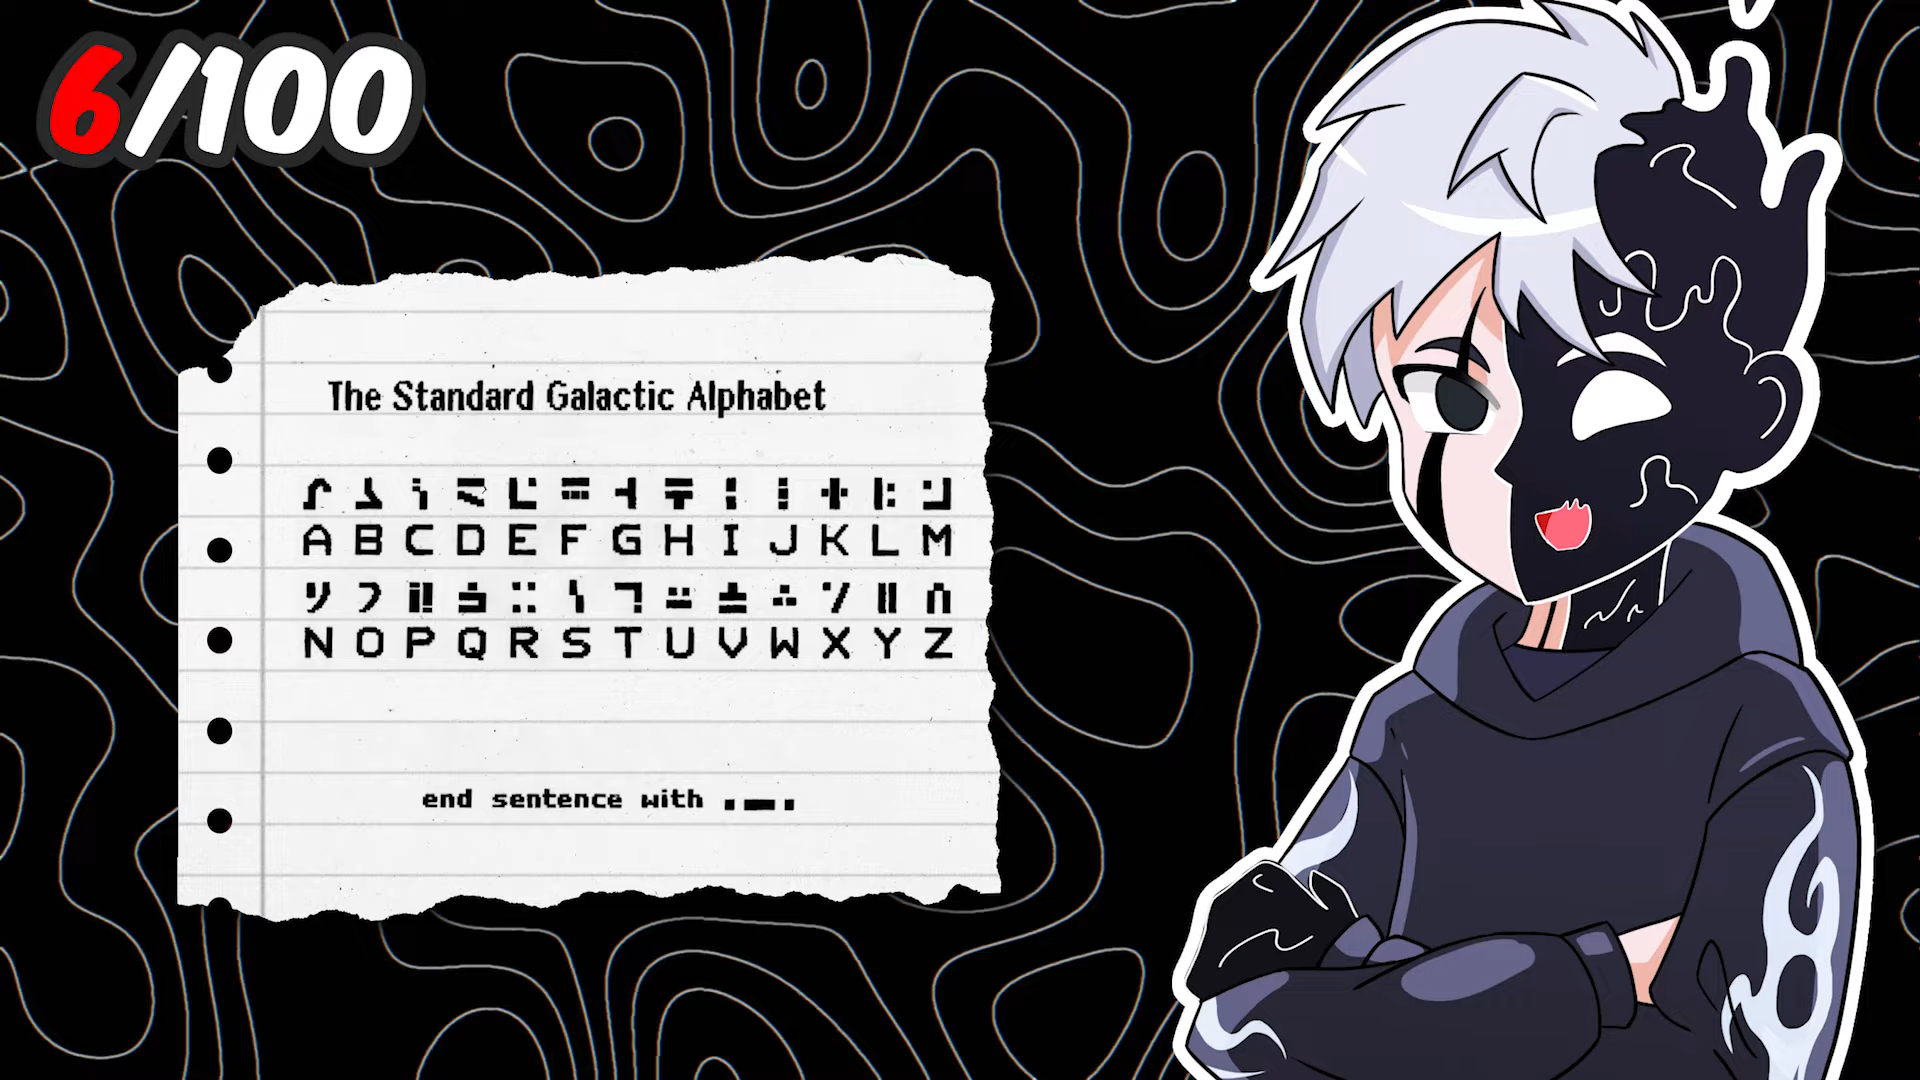 6/100
The Standard Galactic Alphabet
ᔑ ʖ ᓵ ↸ ᒷ ⎓ ⊣ ⍑ ╎ ⋮ ꖌ ꖎ ᒲ
A B C D E F G H I J K L M
リ 𝙹 !¡ ᑑ ∷ ᓭ ℸ ⚍ ⍊ ∴ ̇/ || ⨅
N O P Q R S T U V W X Y Z
end sentence with .—.